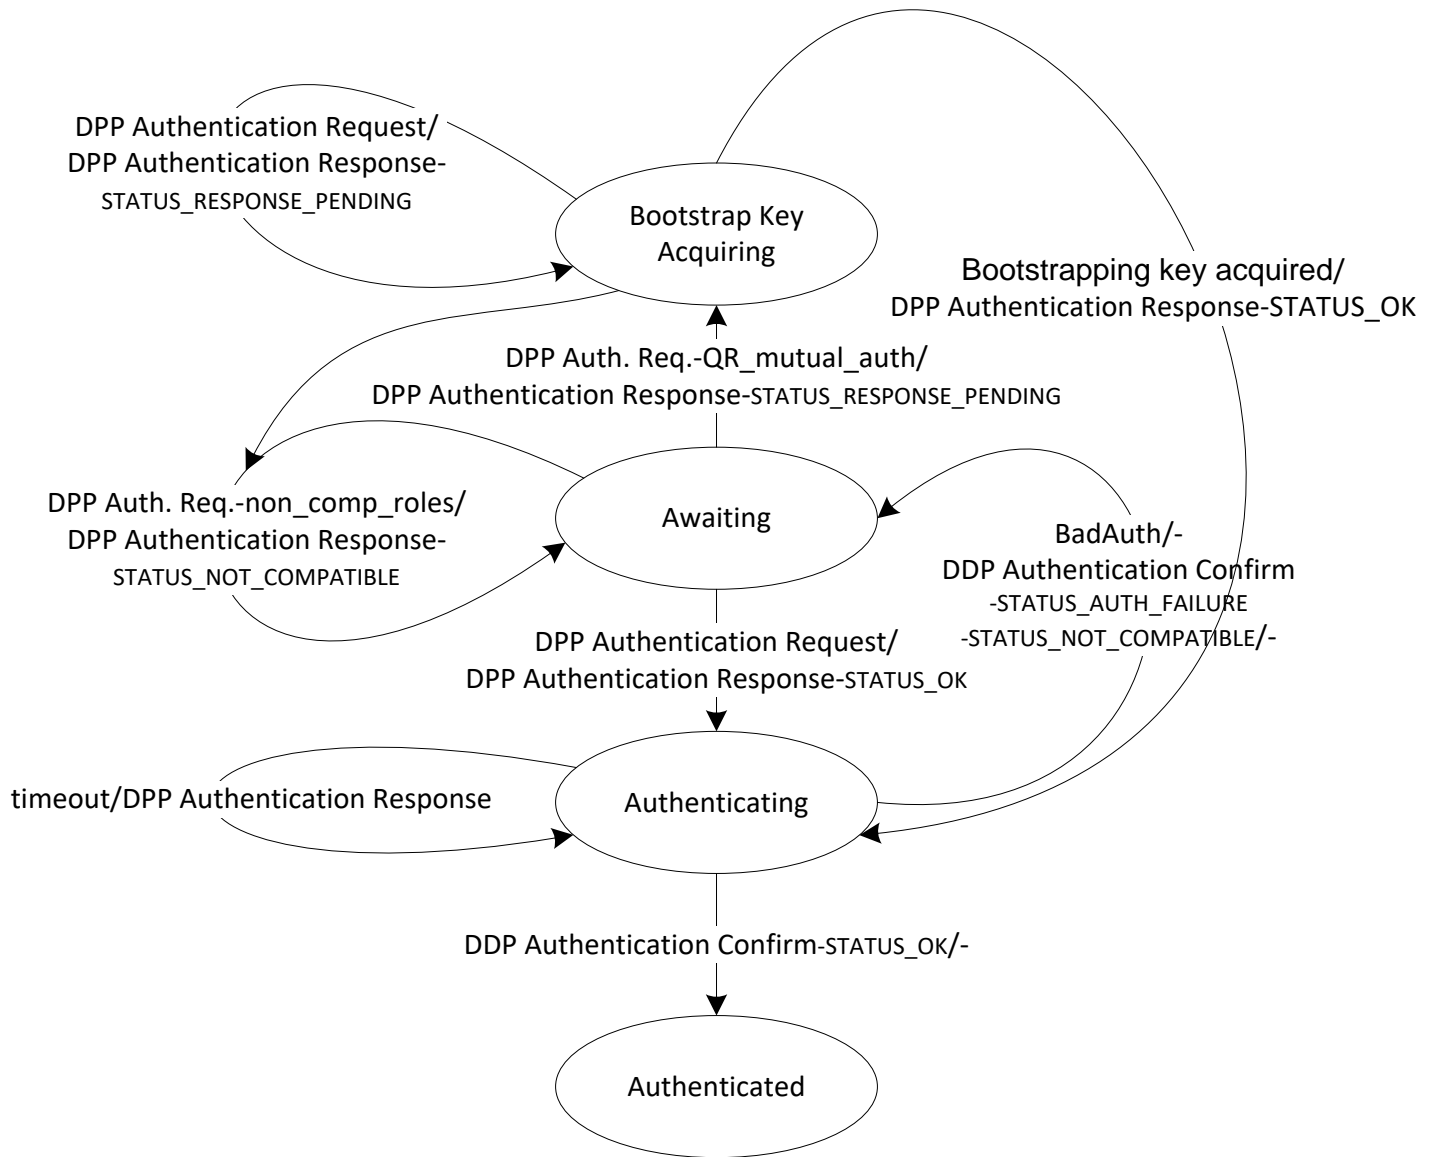 DPP Authentication Request/
DPP Authentication Response-
STATUS_RESPONSE_PENDING
Bootstrap Key
Acquiring
Bootstrapping key acquired/
DPP Authentication Response-STATUS_OK
DPP Auth. Req.-QR_mutual_auth/
DPP Authentication Response-STATUS_RESPONSE_PENDING
DPP Auth. Req.-non_comp_roles/
DPP Authentication Response-
STATUS_NOT_COMPATIBLE
Awaiting
BadAuth/-
DDP Authentication Confirm
-STATUS_AUTH_FAILURE
-STATUS_NOT_COMPATIBLE/-
DPP Authentication Request/
DPP Authentication Response-STATUS_OK
timeout/DPP Authentication Response
Authenticating
DDP Authentication Confirm-STATUS_OK/-
Authenticated